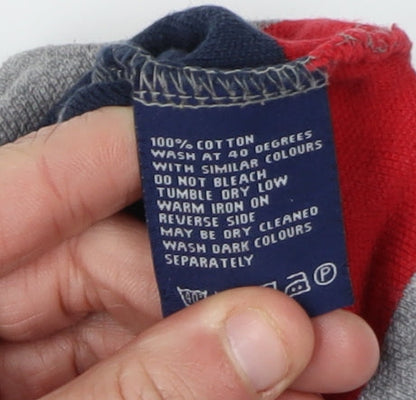 100% COTTON
WASH AT 40 DEGREES
WITH SIMILAR COLOURS
DO NOT BLEACH
TUMBLE DRY LOW
WARM IRON ON
REVERSE SIDE
MAY BE DRY CLEANED
WASH DARK COLOURS
SEPARATELY
40°
P